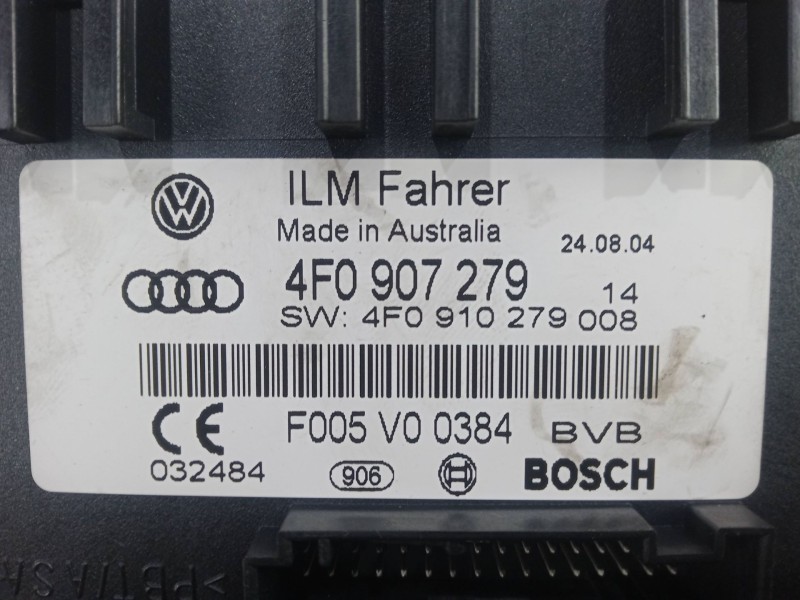 ILM Fahrer
Made in Australia
24.08.04
4F0 907 279 14
SW: 4F0 910 279 008
F005 V0 0384 BVB
032484 906 BOSCH